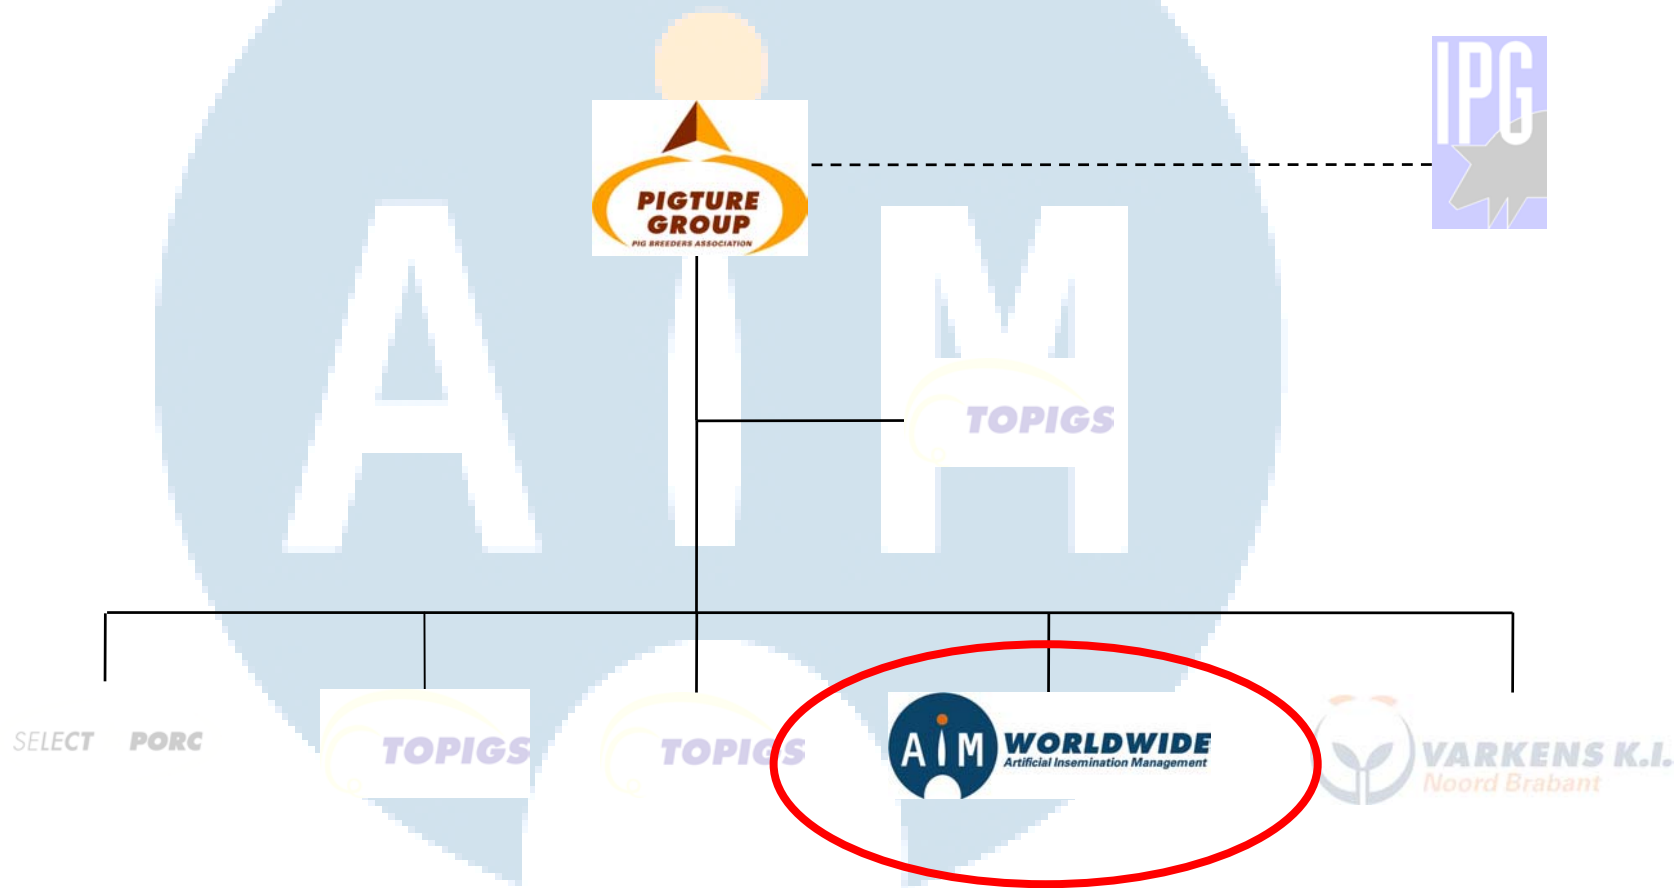 AiM
IPG
PIGTURE
GROUP
PIG BREEDERS ASSOCIATION
TOPIGS
SELECT PORC
TOPIGS
TOPIGS
AiM WORLDWIDE
Artificial Insemination Management
VARKENS K.I.
Noord Brabant